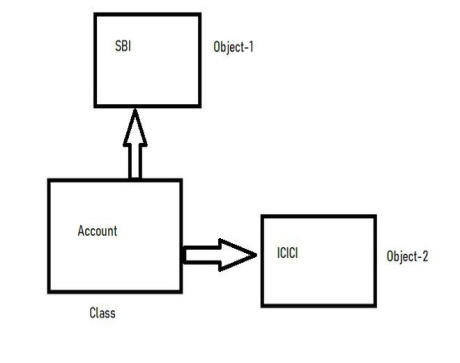 SBI
Object-1
Account
ICICI
Object-2
Class